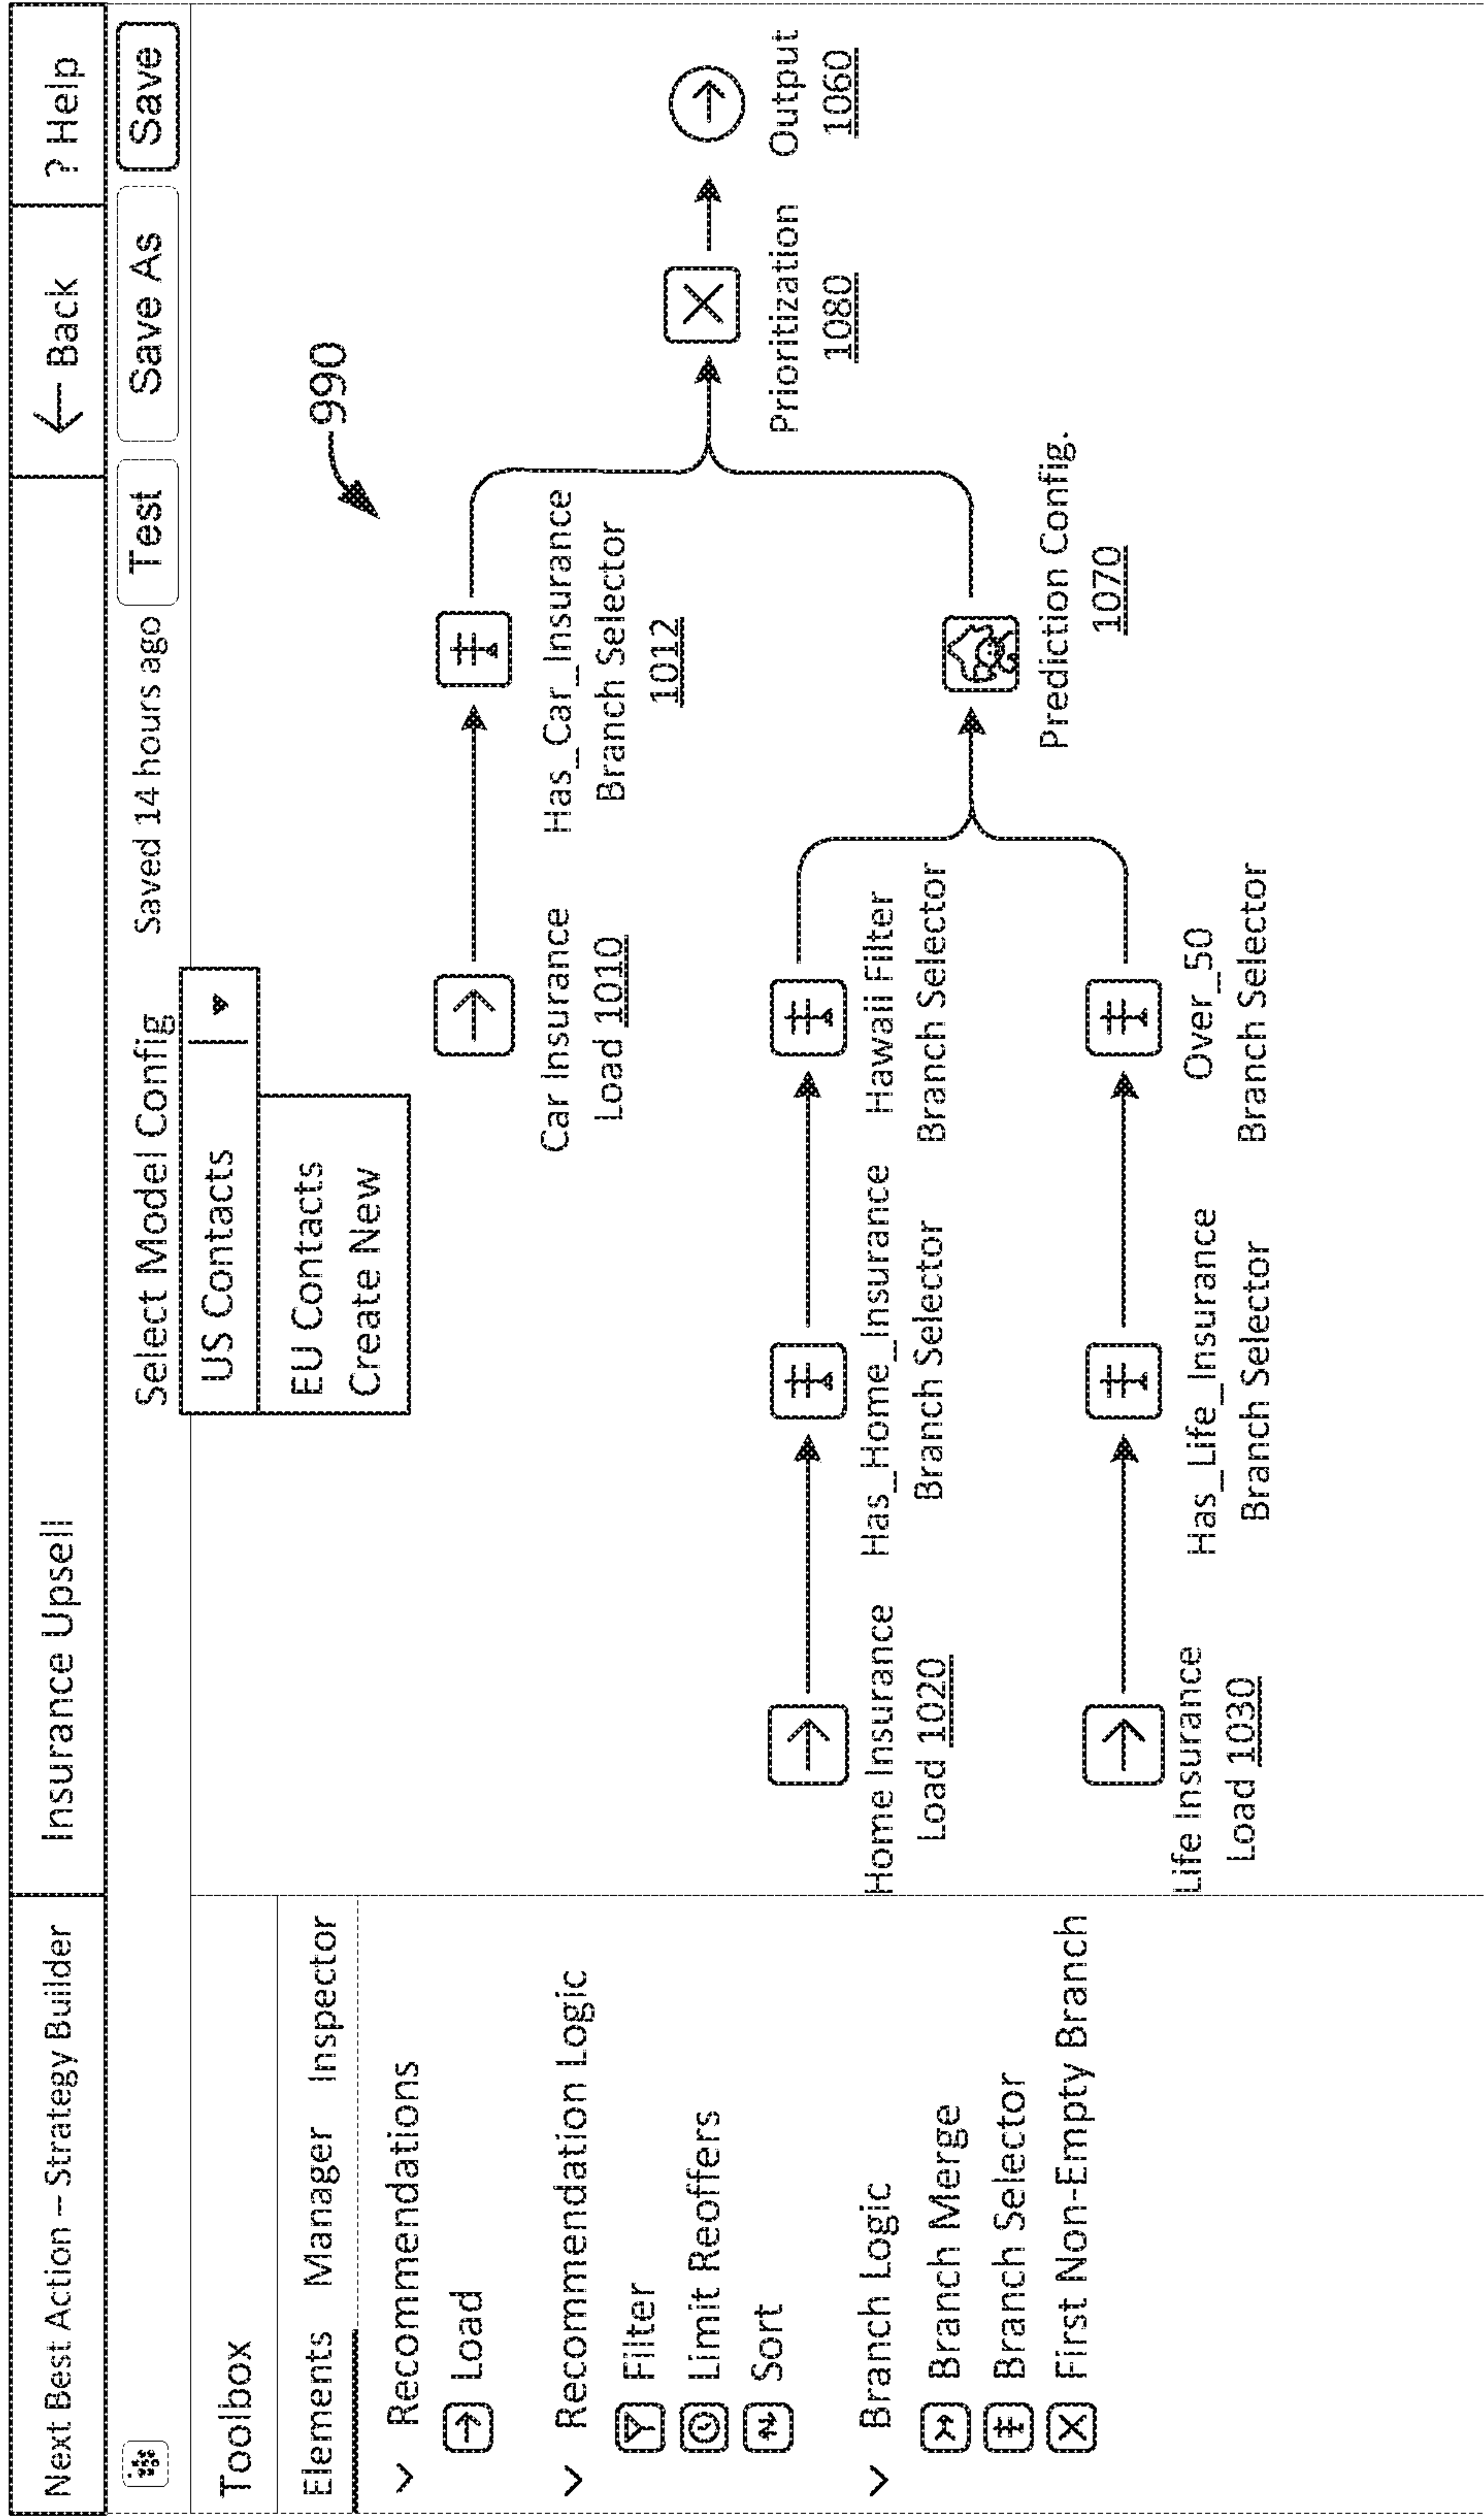 Next Best Action – Strategy Builder
Insurance Upsell
← Back
? Help
Select Model Config
Saved 14 hours ago
Test
Save As
Save
US Contacts
EU Contacts
Create New
Toolbox
Elements Manager Inspector
Recommendations
Load
Recommendation Logic
Filter
Limit Reoffers
Sort
Branch Logic
Branch Merge
Branch Selector
First Non-Empty Branch
990
Car Insurance
Load 1010
Has_Car_Insurance
Branch Selector
1012
Home Insurance
Load 1020
Has_Home_Insurance
Branch Selector
Hawaii Filter
Branch Selector
Life Insurance
Load 1030
Has_Life_Insurance
Branch Selector
Over_50
Branch Selector
Prediction Config.
1070
Prioritization
1080
Output
1060